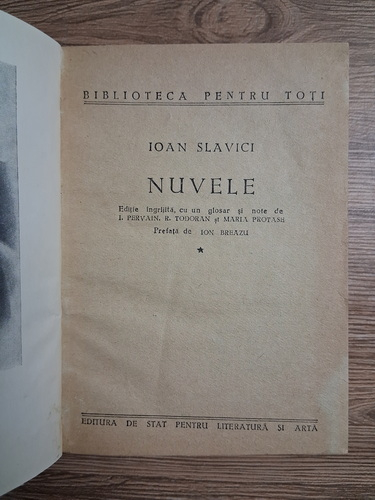 BIBLIOTECA PENTRU TOȚI
IOAN SLAVICI
NUVELE
Ediție îngrijită, cu un glosar și note de
I. PERVAIN, R. TODORAN și MARIA PROTASE
Prefață de ION BREAZU
*
EDITURA DE STAT PENTRU LITERATURĂ ȘI ARTĂ